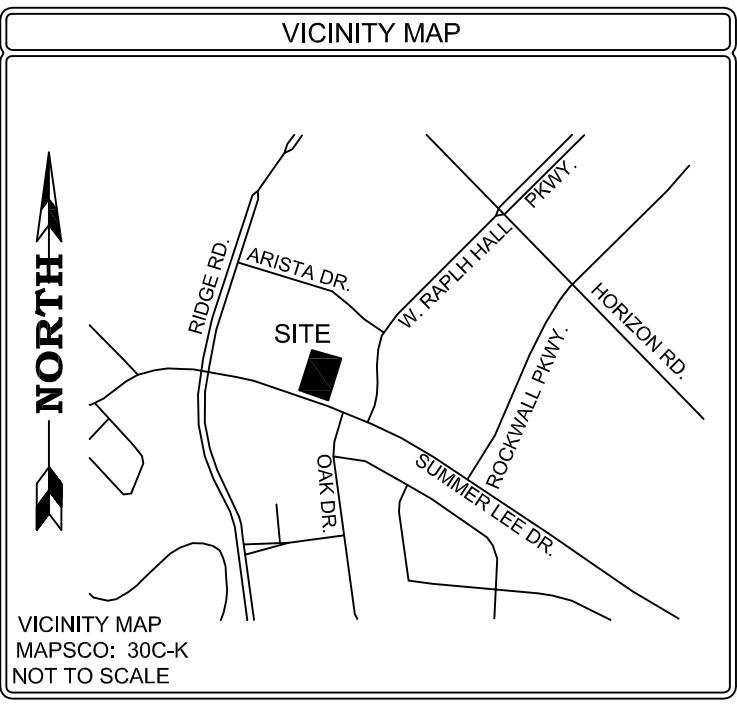 VICINITY MAP
NORTH
RIDGE RD.
ARISTA DR.
SITE
W. RAPLH HALL PKWY.
HORIZON RD.
ROCKWALL PKWY.
OAK DR.
SUMMER LEE DR.
VICINITY MAP
MAPSCO: 30C-K
NOT TO SCALE